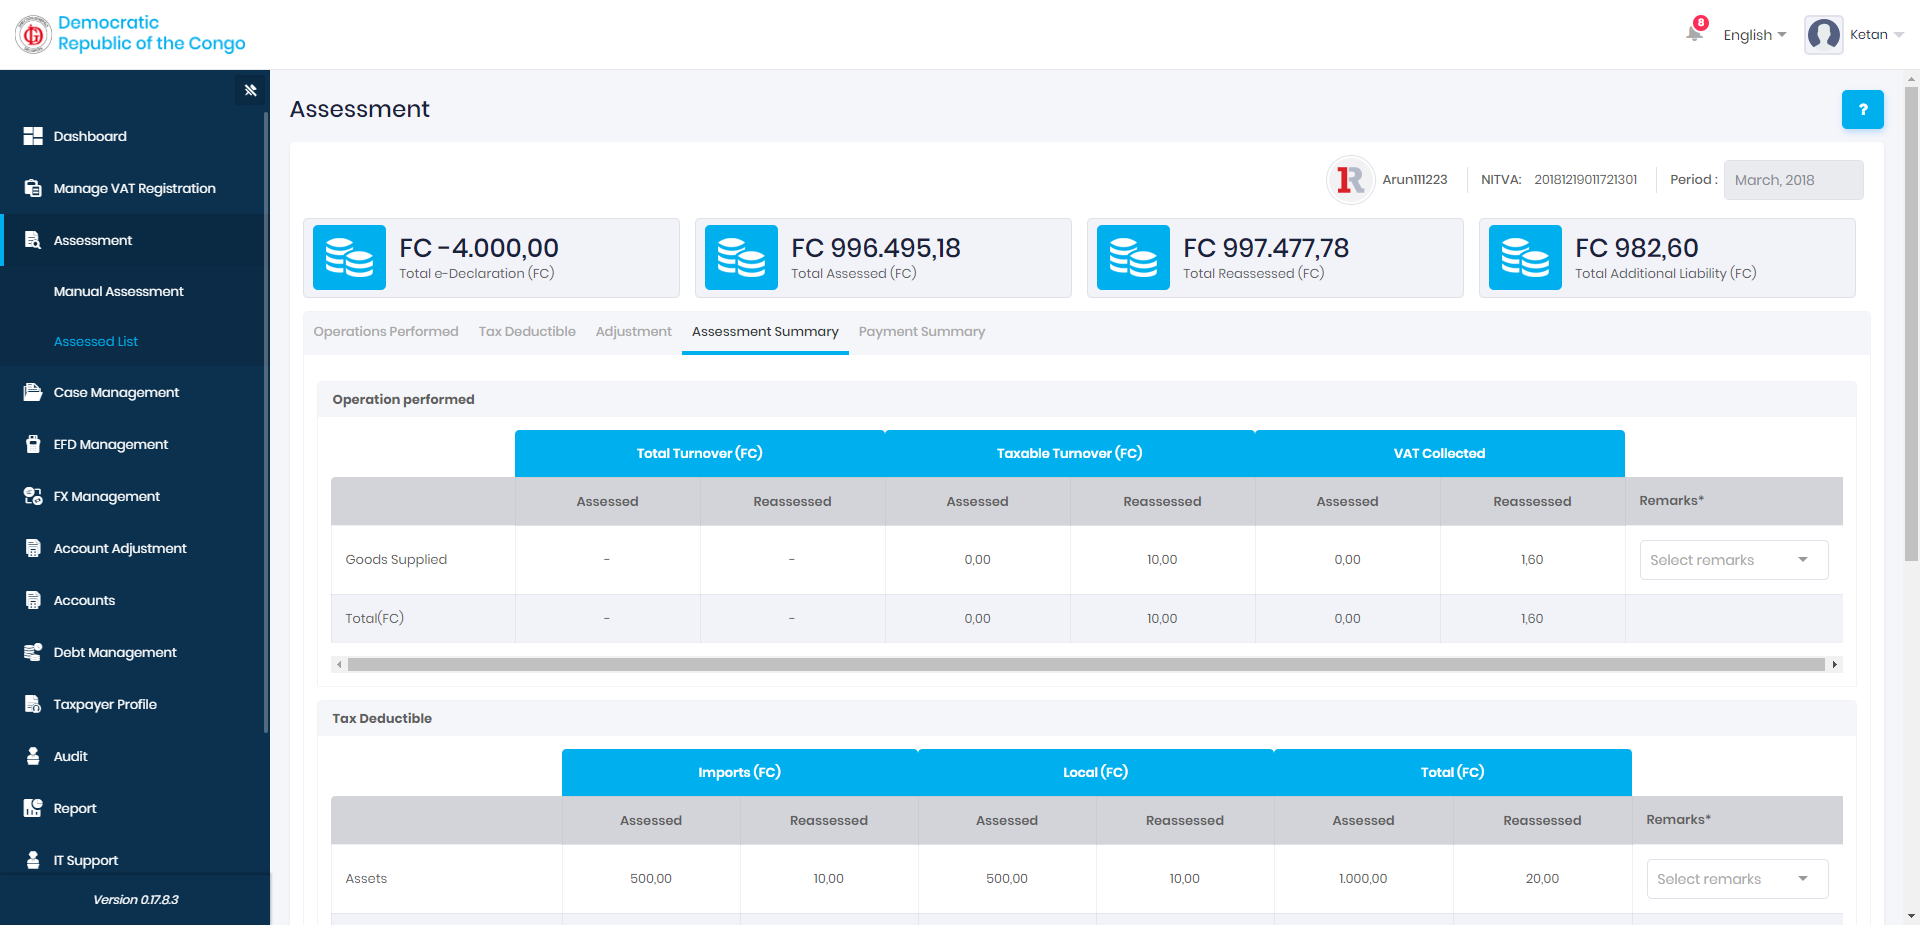 Democratic
Republic of the Congo
8
English
Ketan
Dashboard
Manage VAT Registration
Assessment
Manual Assessment
Assessed List
Case Management
EFD Management
FX Management
Account Adjustment
Accounts
Debt Management
Taxpayer Profile
Audit
Report
IT Support
Version 0.17.8.3
Assessment
?
1R Arun111223 NITVA: 20181219011721301 Period : March, 2018
FC -4.000,00
Total e-Declaration (FC)
FC 996.495,18
Total Assessed (FC)
FC 997.477,78
Total Reassessed (FC)
FC 982,60
Total Additional Liability (FC)
Operations Performed Tax Deductible Adjustment Assessment Summary Payment Summary
Operation performed
Total Turnover (FC) Taxable Turnover (FC) VAT Collected
Assessed Reassessed Assessed Reassessed Assessed Reassessed Remarks*
Goods Supplied - - 0,00 10,00 0,00 1,60 Select remarks
Total(FC) - - 0,00 10,00 0,00 1,60
Tax Deductible
Imports (FC) Local (FC) Total (FC)
Assessed Reassessed Assessed Reassessed Assessed Reassessed Remarks*
Assets 500,00 10,00 500,00 10,00 1.000,00 20,00 Select remarks